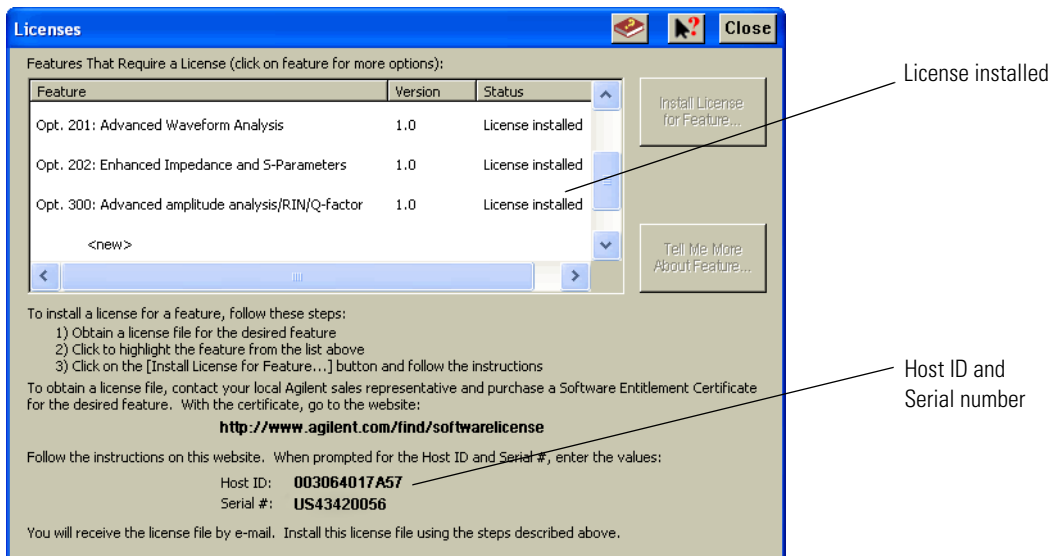 Licenses
Close
Features That Require a License (click on feature for more options):
Feature Version Status
Opt. 201: Advanced Waveform Analysis 1.0 License installed
Opt. 202: Enhanced Impedance and S-Parameters 1.0 License installed
Opt. 300: Advanced amplitude analysis/RIN/Q-factor 1.0 License installed
<new>
Install License
for Feature...
Tell Me More
About Feature...
License installed
To install a license for a feature, follow these steps:
1) Obtain a license file for the desired feature
2) Click to highlight the feature from the list above
3) Click on the [Install License for Feature...] button and follow the instructions
To obtain a license file, contact your local Agilent sales representative and purchase a Software Entitlement Certificate
for the desired feature. With the certificate, go to the website:
http://www.agilent.com/find/softwarelicense
Follow the instructions on this website. When prompted for the Host ID and Serial #, enter the values:
Host ID: 003064017A57
Serial #: US43420056
Host ID and
Serial number
You will receive the license file by e-mail. Install this license file using the steps described above.